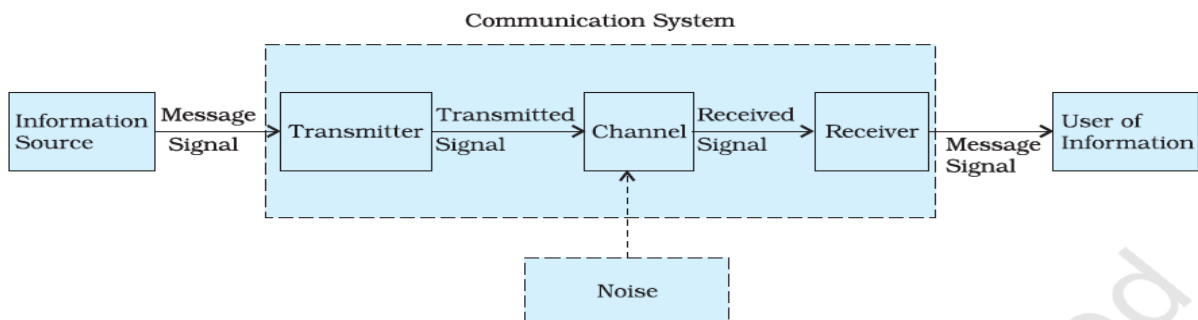 Communication System
Information
Source
Message
Signal
Transmitter
Transmitted
Signal
Channel
Received
Signal
Receiver
Message
Signal
User of
Information
Noise